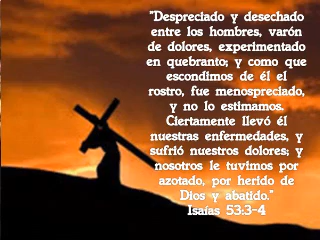 "Despreciado y desechado
entre los hombres, varón
de dolores, experimentado
en quebranto; y como que
escondimos de él el
rostro, fue menospreciado,
y no lo estimamos.
Ciertamente llevó él
nuestras enfermedades, y
sufrió nuestros dolores; y
nosotros le tuvimos por
azotado, por herido de
Dios y abatido."
Isaías 53:3-4